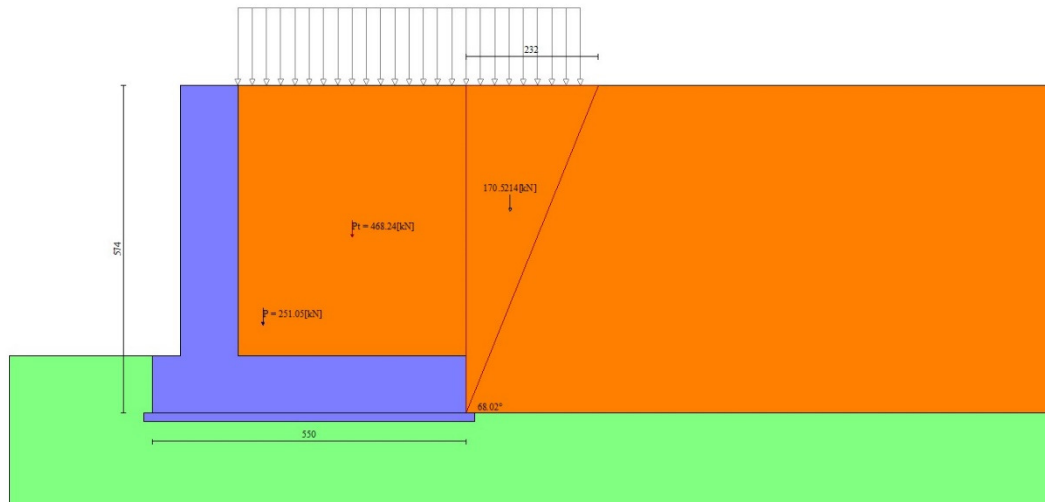 232
170.5214[kN]
Pt = 468.24[kN]
574
P = 251.05[kN]
68.02°
550